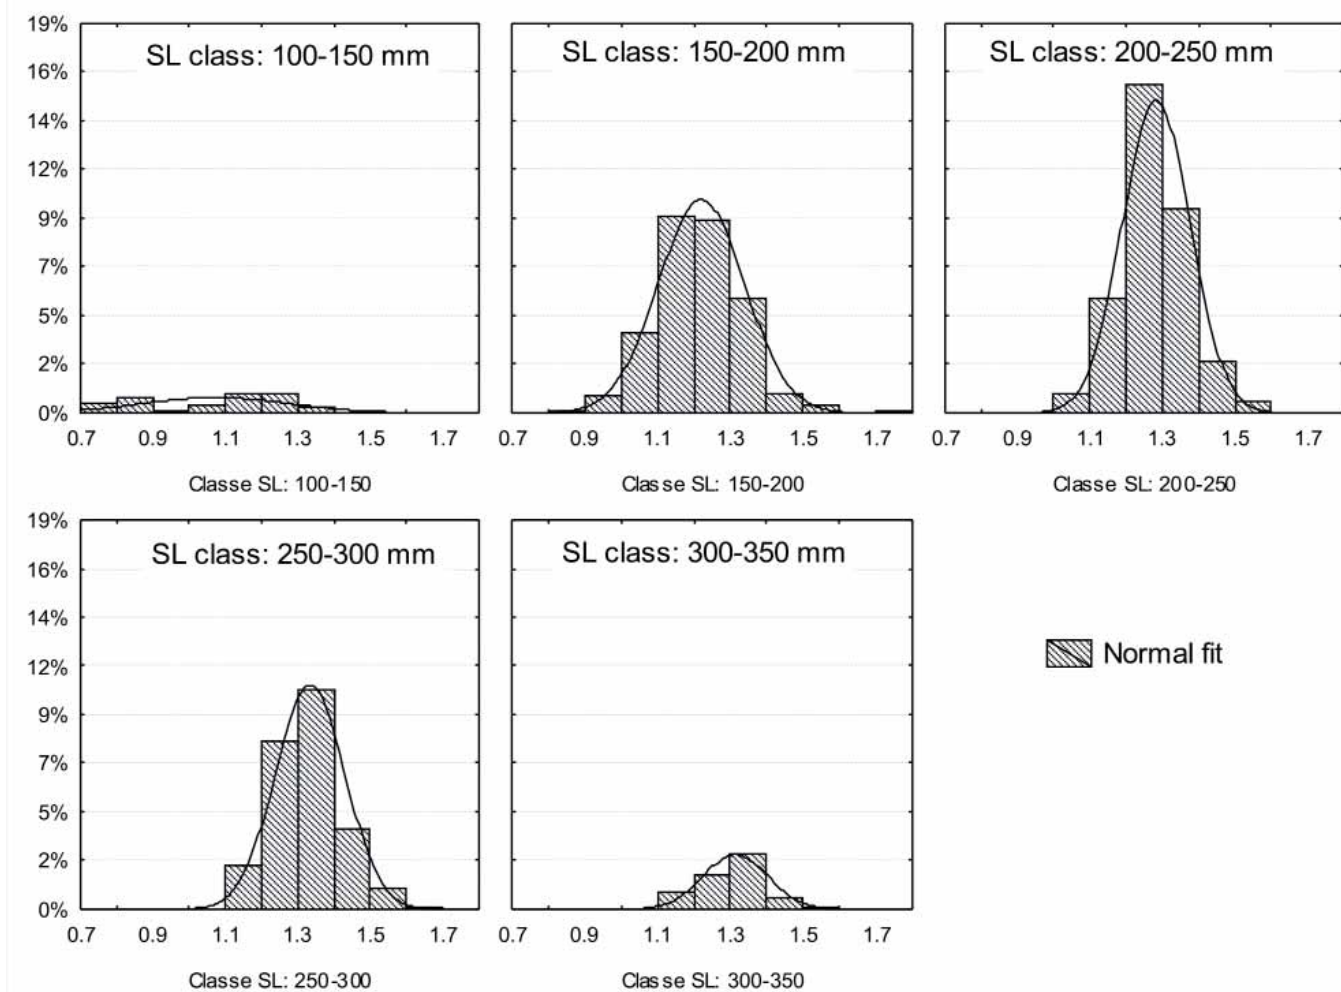 SL class: 100-150 mm
19%
16%
14%
12%
9%
7%
5%
2%
0%
0.7 0.9 1.1 1.3 1.5 1.7
Classe SL: 100-150
SL class: 150-200 mm
0.7 0.9 1.1 1.3 1.5 1.7
Classe SL: 150-200
SL class: 200-250 mm
0.7 0.9 1.1 1.3 1.5 1.7
Classe SL: 200-250
SL class: 250-300 mm
19%
16%
14%
12%
9%
7%
5%
2%
0%
0.7 0.9 1.1 1.3 1.5 1.7
Classe SL: 250-300
SL class: 300-350 mm
0.7 0.9 1.1 1.3 1.5 1.7
Classe SL: 300-350
Normal fit